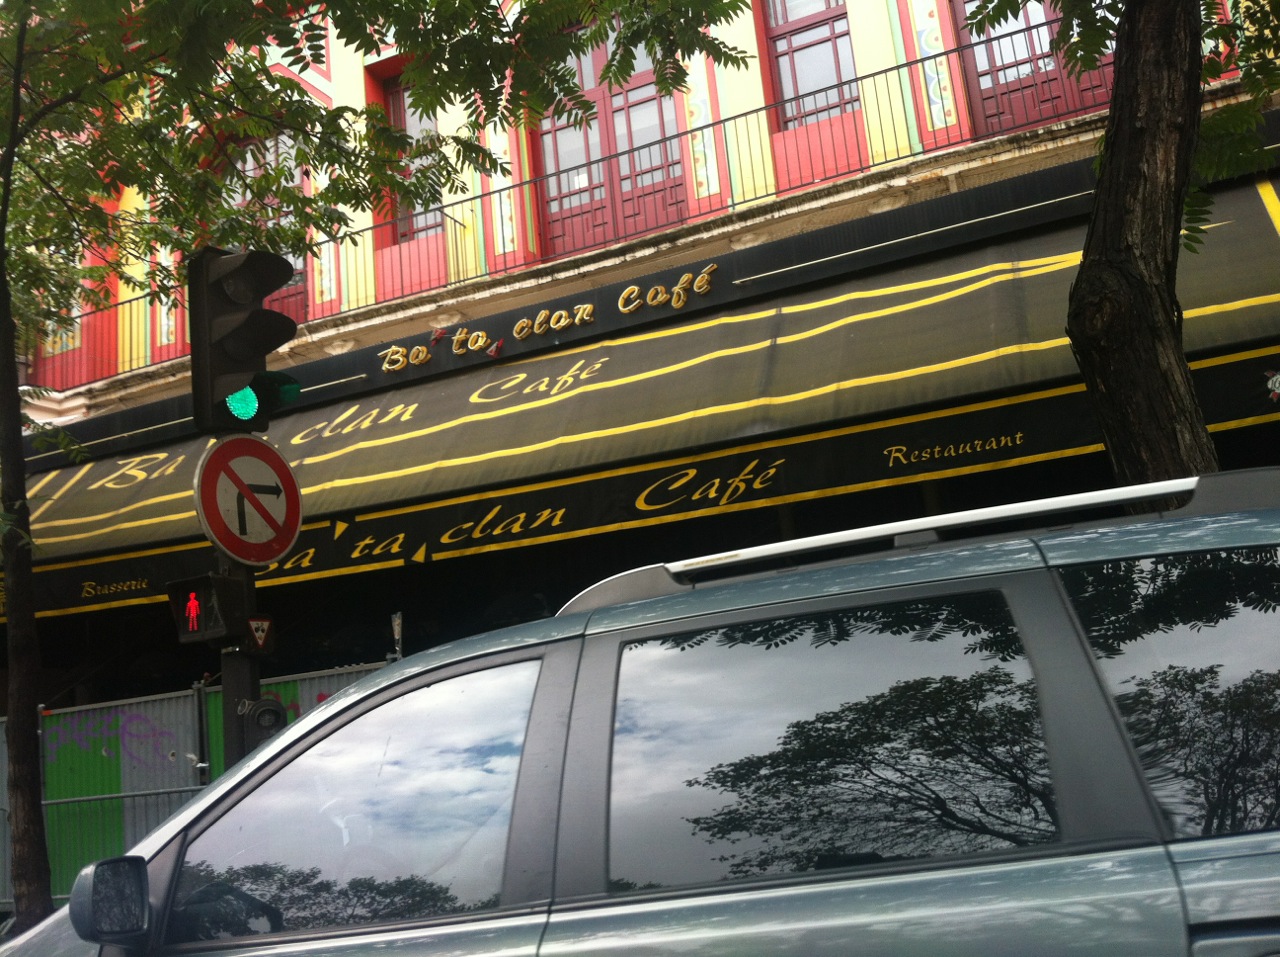 Ba ta clan Café
Ba clan Café
Ba'ta clan Café
Restaurant
Brasserie